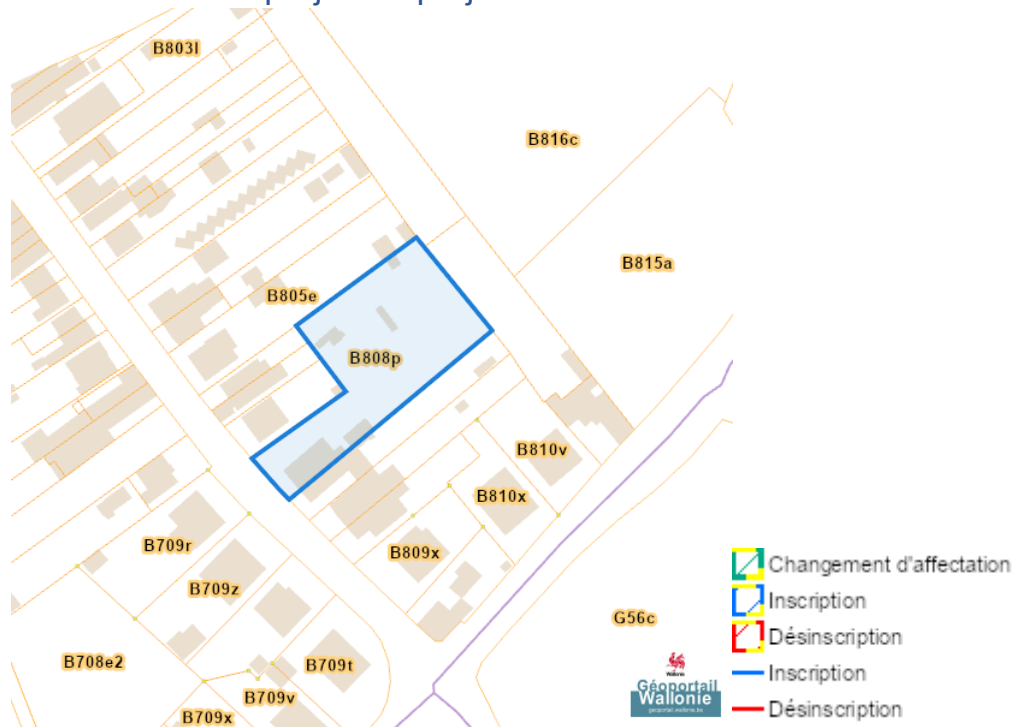 B803l
B816c
B815a
B805e
B808p
B810v
B810x
B809x
B709r
B709z
G56c
B708e2
B709t
B709v
B709x
Wallonie
Géoportail
Wallonie
geoportail.wallonie.be
Changement d'affectation
Inscription
Désinscription
Inscription
Désinscription